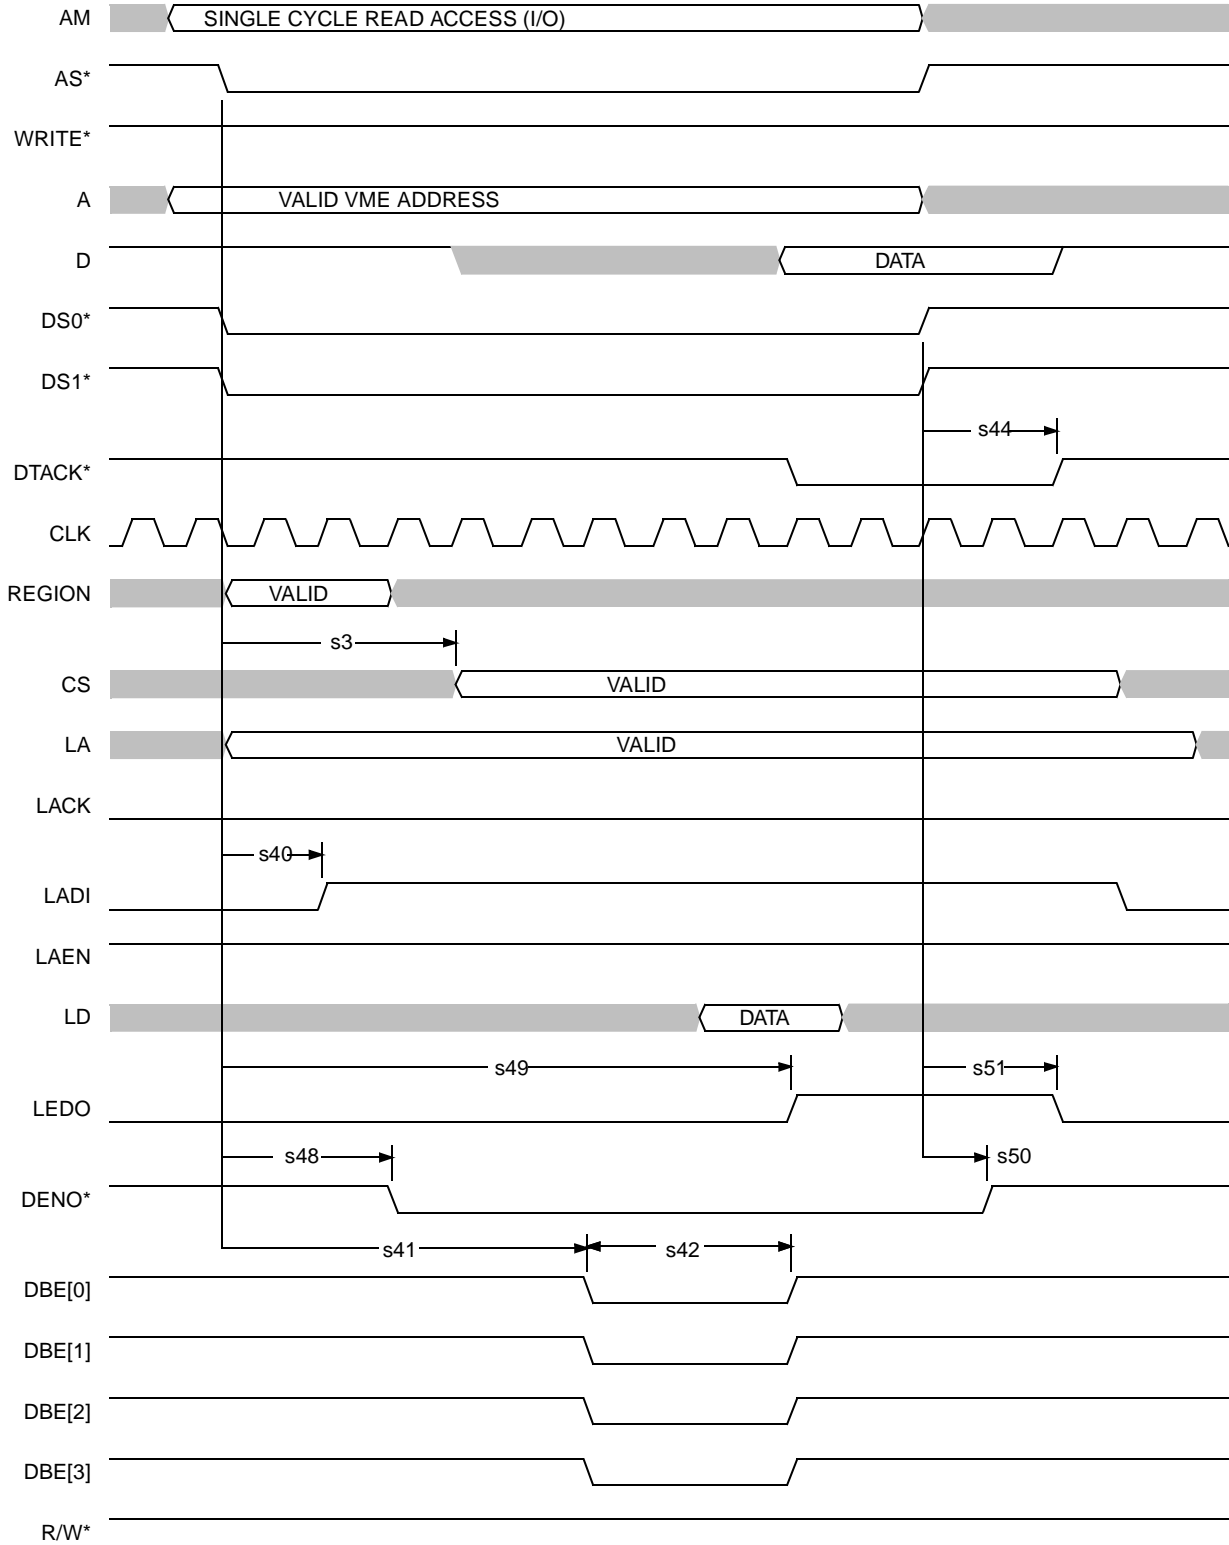 AM SINGLE CYCLE READ ACCESS (I/O)
AS*
WRITE*
A VALID VME ADDRESS
D DATA
DS0*
DS1*
s44
DTACK*
CLK
REGION VALID
s3
CS VALID
LA VALID
LACK
s40
LADI
LAEN
LD DATA
s49 s51
LEDO
s48 s50
DENO*
s41 s42
DBE[0]
DBE[1]
DBE[2]
DBE[3]
R/W*